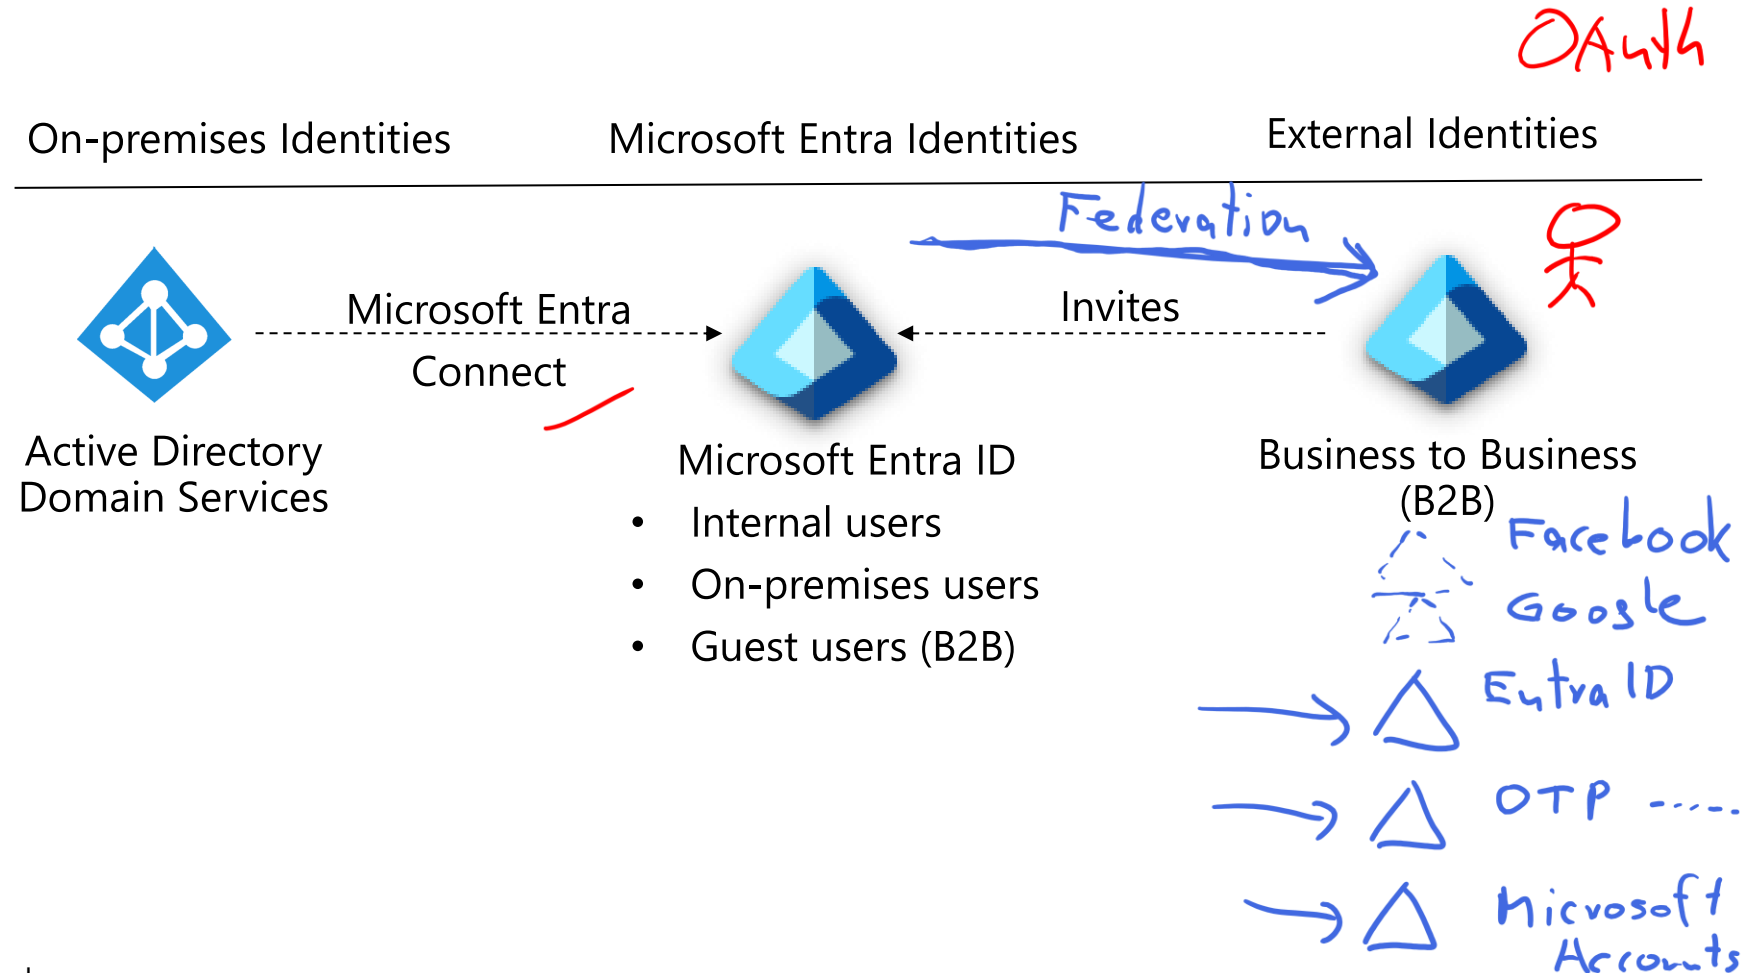 OAuth
On-premises Identities
Microsoft Entra Identities
External Identities
Federation
Microsoft Entra
Connect
Invites
Active Directory
Domain Services
Microsoft Entra ID
• Internal users
• On-premises users
• Guest users (B2B)
Business to Business
(B2B)
Facebook
Google
Entra ID
OTP ......
Microsoft
Accounts